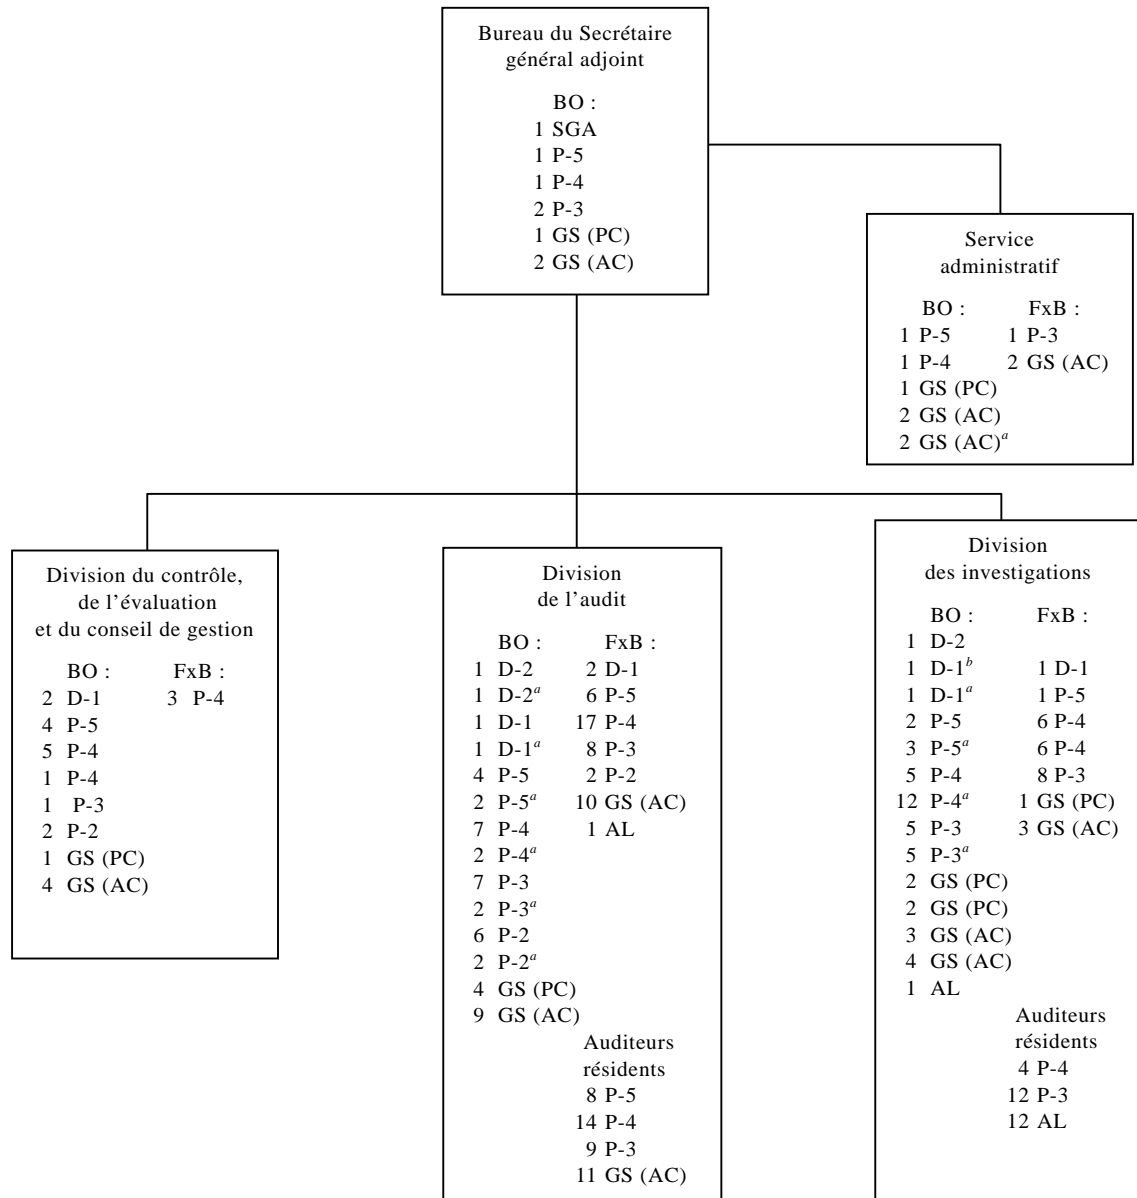 Bureau du Secrétaire
général adjoint
BO :
1 SGA
1 P-5
1 P-4
2 P-3
1 GS (PC)
2 GS (AC)
Service
administratif
BO : FxB :
1 P-5 1 P-3
1 P-4 2 GS (AC)
1 GS (PC)
2 GS (AC)
2 GS (AC)a
Division du contrôle,
de l’évaluation
et du conseil de gestion
BO : FxB :
2 D-1 3 P-4
4 P-5
5 P-4
1 P-4
1 P-3
2 P-2
1 GS (PC)
4 GS (AC)
Division
de l’audit
BO : FxB :
1 D-2 2 D-1
1 D-2a 6 P-5
1 D-1 17 P-4
1 D-1a 8 P-3
4 P-5 2 P-2
2 P-5a 10 GS (AC)
7 P-4 1 AL
2 P-4a
7 P-3
2 P-3a
6 P-2
2 P-2a
4 GS (PC)
9 GS (AC)
Auditeurs
résidents
8 P-5
14 P-4
9 P-3
11 GS (AC)
Division
des investigations
BO : FxB :
1 D-2
1 D-1b 1 D-1
1 D-1a 1 P-5
2 P-5 6 P-4
3 P-5a 6 P-4
5 P-4 8 P-3
12 P-4a 1 GS (PC)
5 P-3 3 GS (AC)
5 P-3a
2 GS (PC)
2 GS (PC)
3 GS (AC)
4 GS (AC)
1 AL
Auditeurs
résidents
4 P-4
12 P-3
12 AL